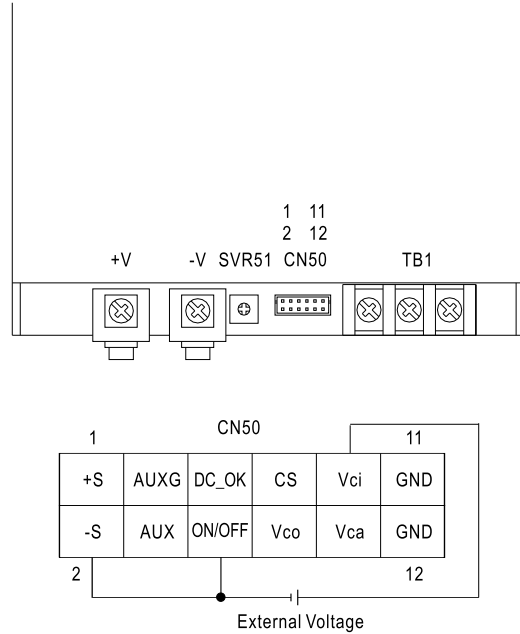 1 11
2 12
+V -V SVR51 CN50 TB1
CN50
1 11
+S AUXG DC_OK CS Vci GND
-S AUX ON/OFF Vco Vca GND
2 12
External Voltage